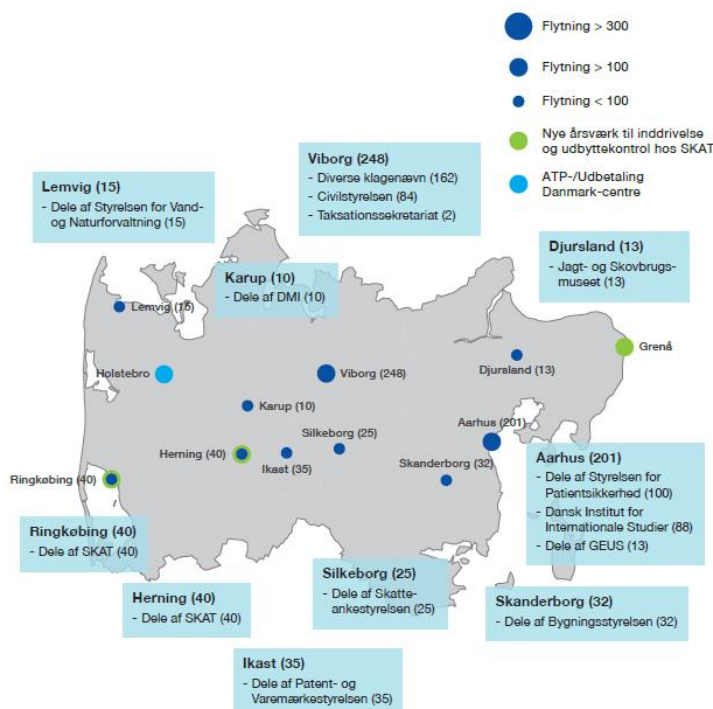 Flytning > 300
Flytning > 100
Flytning < 100
Nye årsværk til inddrivelse
og udbyttekontrol hos SKAT
ATP-/Udbetaling
Danmark-centre
Viborg (248)
- Diverse klagenævn (162)
- Civilstyrelsen (84)
- Taksationssekretariat (2)
Lemvig (15)
- Dele af Styrelsen for Vand-
og Naturforvaltning (15)
Djursland (13)
- Jagt- og Skovbrugs-
museet (13)
Karup (10)
- Dele af DMI (10)
Lemvig (15)
Grenå
Holstebro
Viborg (248)
Djursland (13)
Karup (10)
Aarhus (201)
Silkeborg (25)
Herning (40)
Ikast (35)
Skanderborg (32)
Ringkøbing (40)
Aarhus (201)
- Dele af Styrelsen for
Patientsikkerhed (100)
- Dansk Institut for
Internationale Studier (88)
- Dele af GEUS (13)
Ringkøbing (40)
- Dele af SKAT (40)
Silkeborg (25)
- Dele af Skatte-
ankestyrelsen (25)
Herning (40)
- Dele af SKAT (40)
Skanderborg (32)
- Dele af Bygningsstyrelsen (32)
Ikast (35)
- Dele af Patent- og
Varemærkestyrelsen (35)